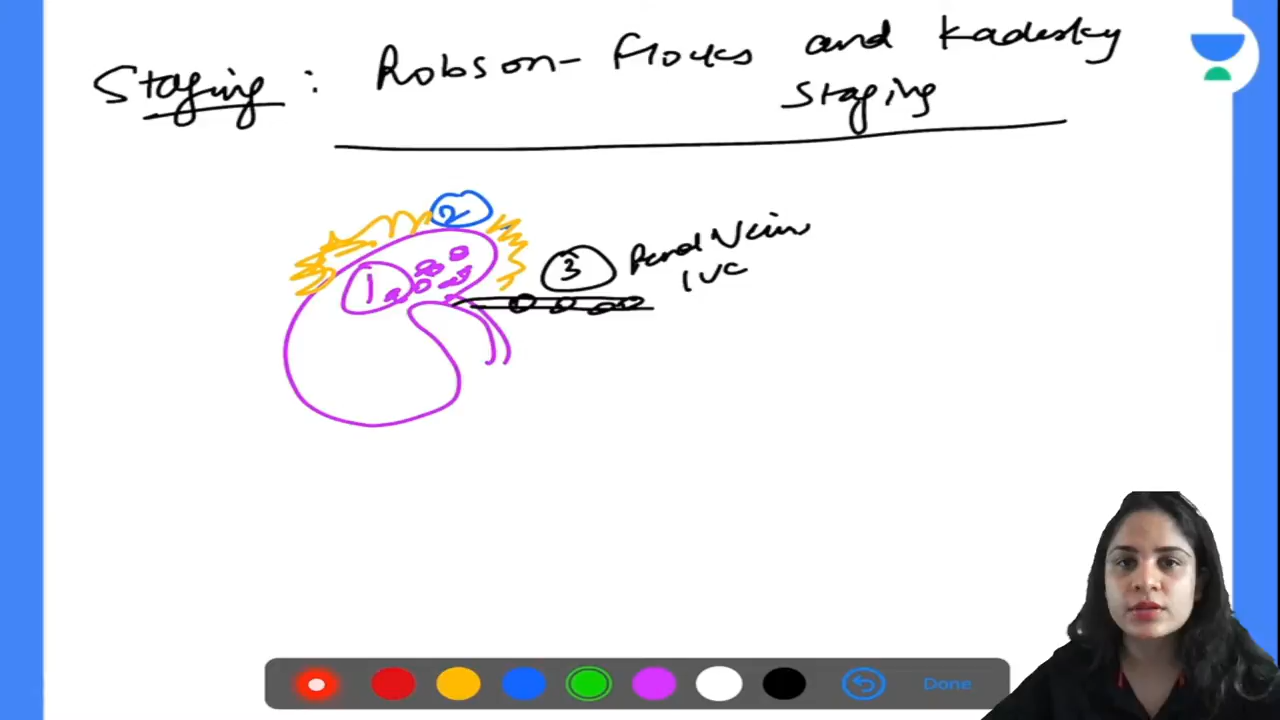 Staging : Robson- Flocks and Kadesky
Staging
2
1
3
Renal Vein
IVC
Done